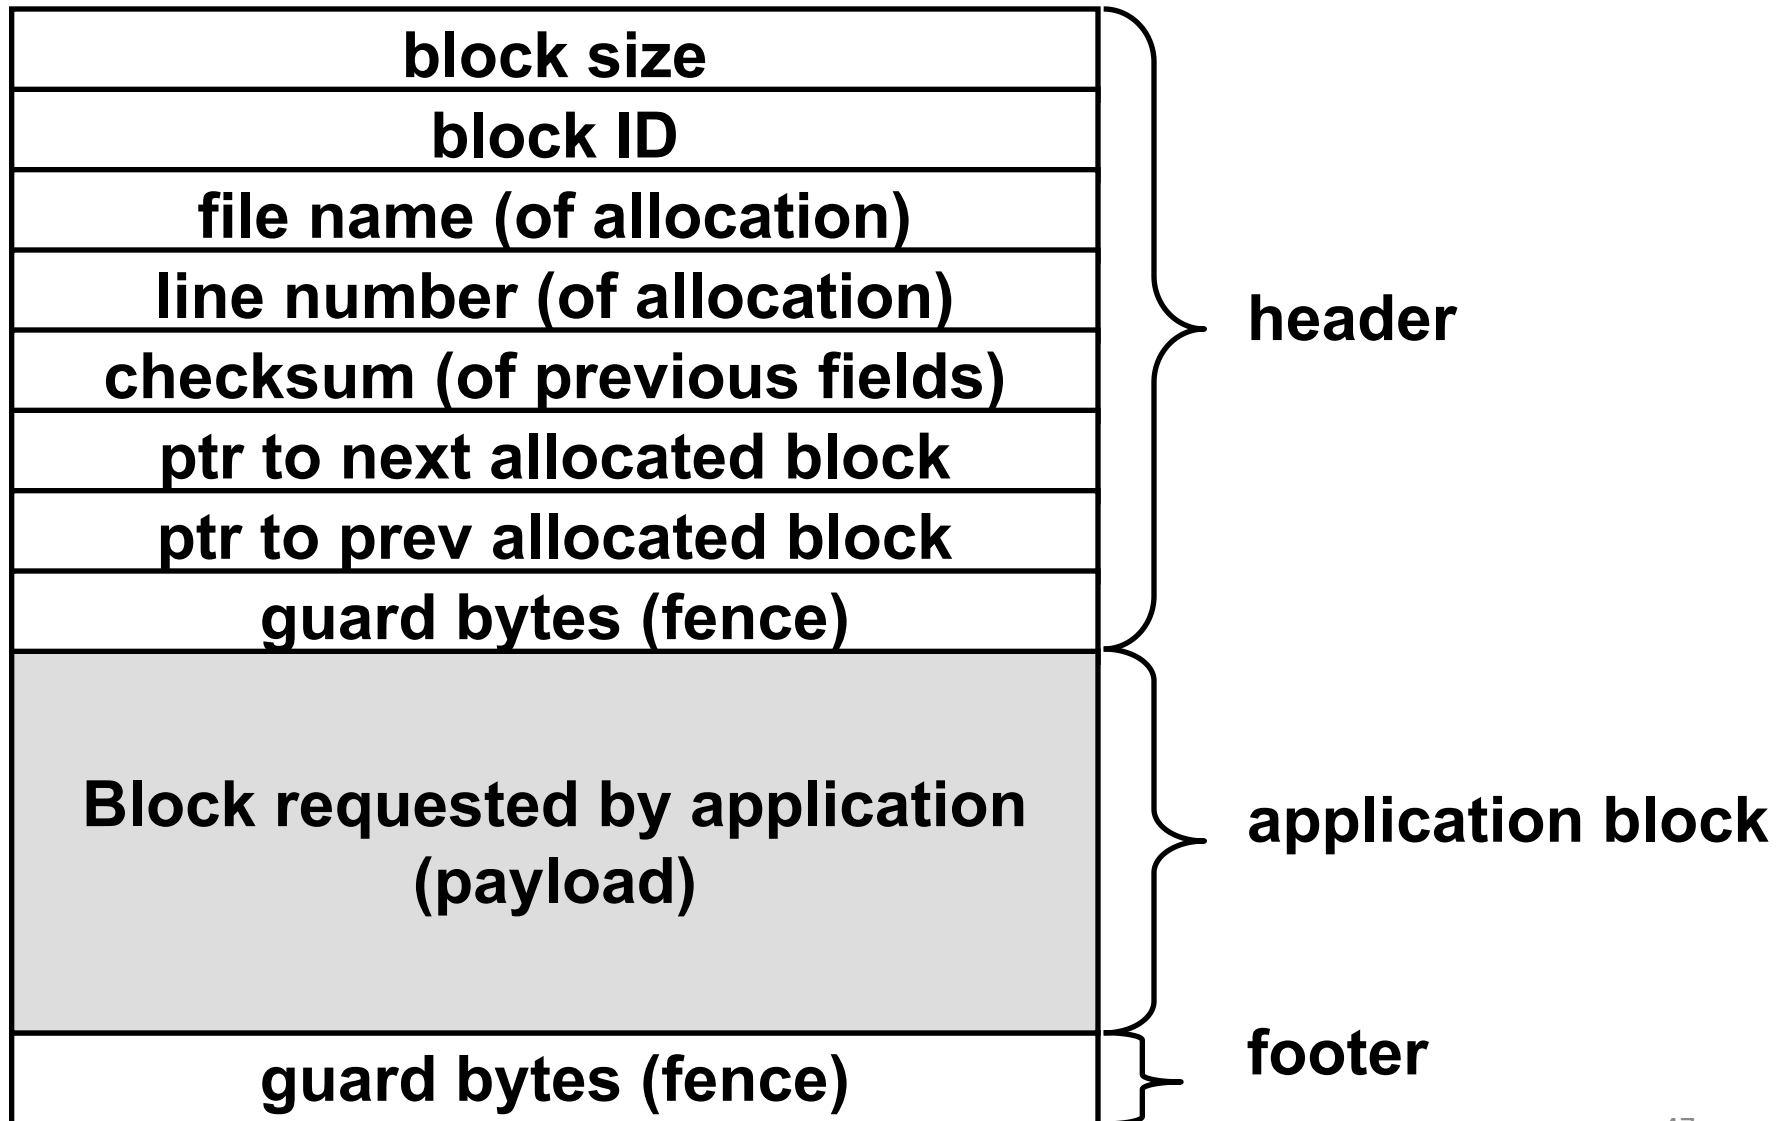 block size
block ID
file name (of allocation)
line number (of allocation)
checksum (of previous fields)
ptr to next allocated block
ptr to prev allocated block
guard bytes (fence)
header
Block requested by application
(payload)
application block
guard bytes (fence)
footer